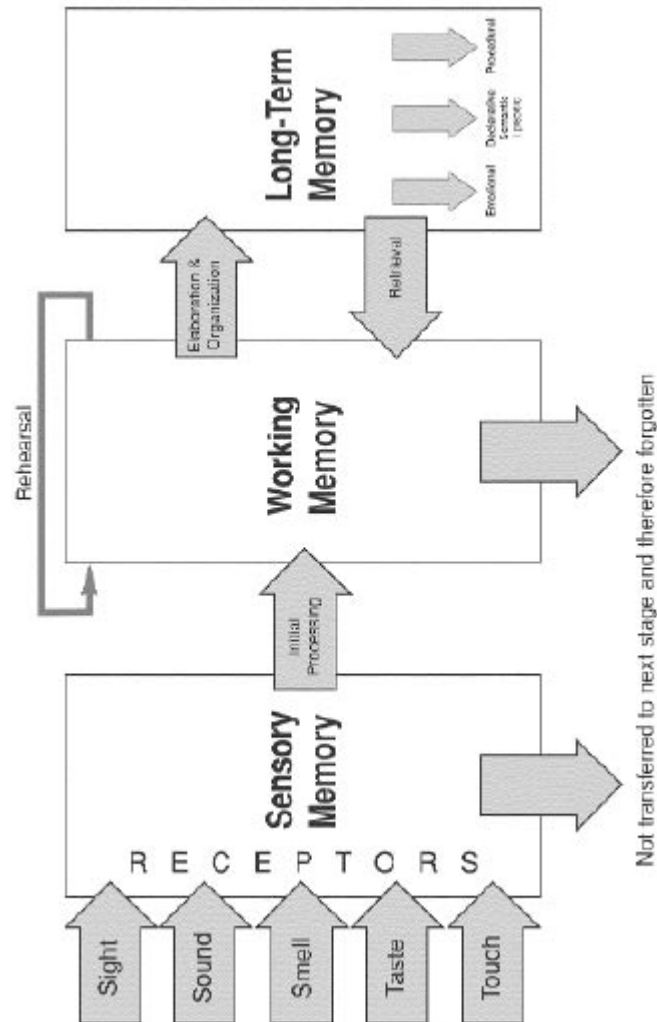 Rehearsal
Sight
Sound
Smell
Taste
Touch
RECEPTORS
Sensory
Memory
Initial
Processing
Working
Memory
Elaboration &
Organization
Retrieval
Long-Term
Memory
Emotional
Declarative
Semantic
Episodic
Procedural
Not transferred to next stage and therefore forgotten